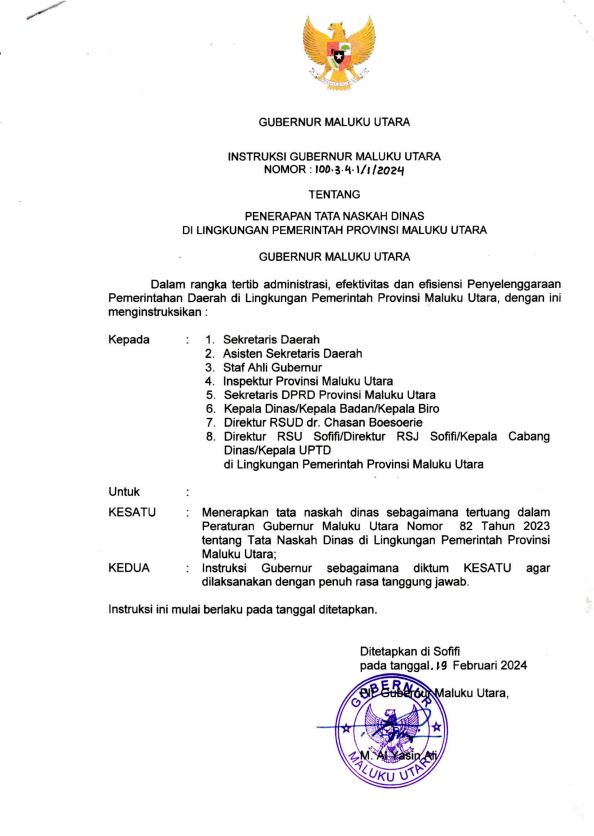 GUBERNUR MALUKU UTARA
INSTRUKSI GUBERNUR MALUKU UTARA
NOMOR : 100.3.4.1/1/2024
TENTANG
PENERAPAN TATA NASKAH DINAS
DI LINGKUNGAN PEMERINTAH PROVINSI MALUKU UTARA
GUBERNUR MALUKU UTARA
Dalam rangka tertib administrasi, efektivitas dan efisiensi Penyelenggaraan
Pemerintahan Daerah di Lingkungan Pemerintah Provinsi Maluku Utara, dengan ini
menginstruksikan :
Kepada : 1. Sekretaris Daerah
2. Asisten Sekretaris Daerah
3. Staf Ahli Gubernur
4. Inspektur Provinsi Maluku Utara
5. Sekretaris DPRD Provinsi Maluku Utara
6. Kepala Dinas/Kepala Badan/Kepala Biro
7. Direktur RSUD dr. Chasan Boesoerie
8. Direktur RSU Sofifi/Direktur RSJ Sofifi/Kepala Cabang
Dinas/Kepala UPTD
di Lingkungan Pemerintah Provinsi Maluku Utara
Untuk :
KESATU : Menerapkan tata naskah dinas sebagaimana tertuang dalam
Peraturan Gubernur Maluku Utara Nomor 82 Tahun 2023
tentang Tata Naskah Dinas di Lingkungan Pemerintah Provinsi
Maluku Utara;
KEDUA : Instruksi Gubernur sebagaimana diktum KESATU agar
dilaksanakan dengan penuh rasa tanggung jawab.
Instruksi ini mulai berlaku pada tanggal ditetapkan.
Ditetapkan di Sofifi
pada tanggal. 19 Februari 2024
Gubernur Maluku Utara,
GUBERNUR
M. Al Yasin Ali
MALUKU UTARA